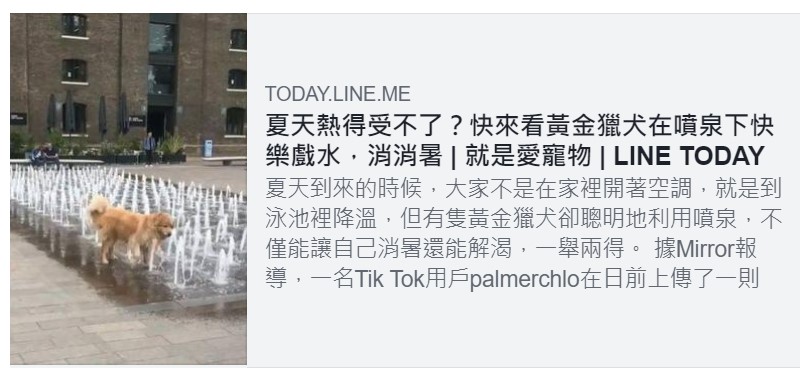 TODAY.LINE.ME
夏天熱得受不了？快來看黃金獵犬在噴泉下快
樂戲水，消消暑 | 就是愛寵物 | LINE TODAY
夏天到來的時候，大家不是在家裡開著空調，就是到
泳池裡降溫，但有隻黃金獵犬卻聰明地利用噴泉，不
僅能讓自己消暑還能解渴，一舉兩得。 據Mirror報
導，一名Tik Tok用戶palmerchlo在日前上傳了一則